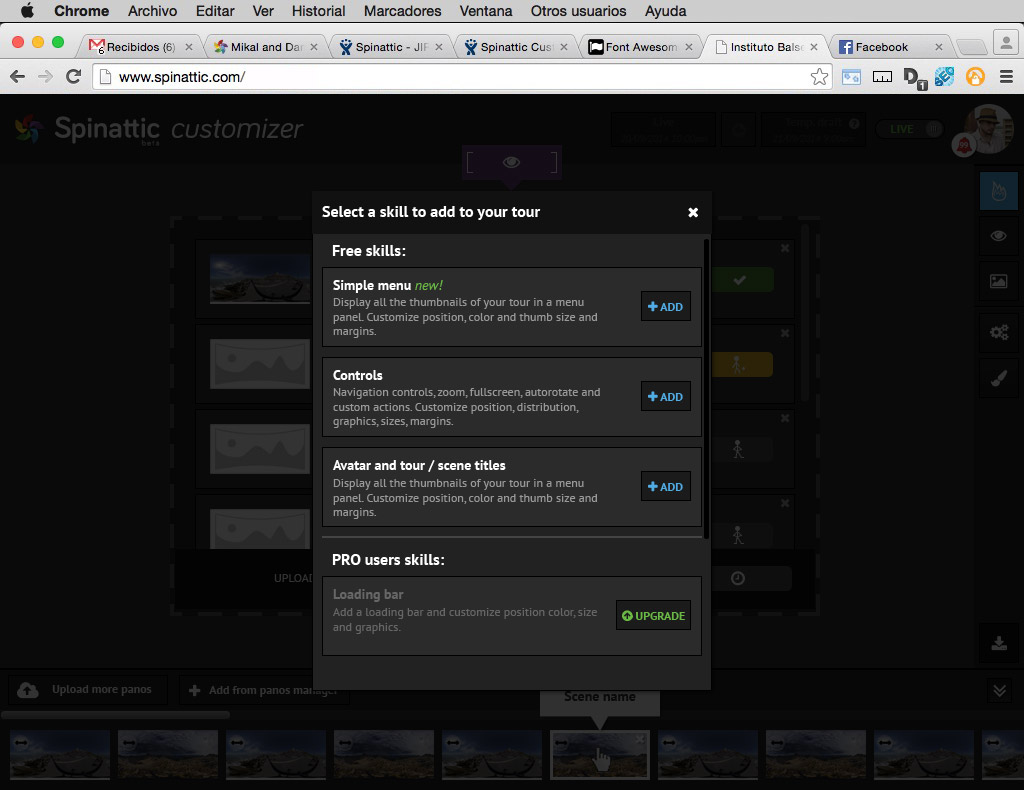 Chrome Archivo Editar Ver Historial Marcadores Ventana Otros usuarios Ayuda
Recibidos (6) Mikal and Dan Spinattic - JIF Spinattic Cus Font Awesom Instituto Bals Facebook
6
www.spinattic.com/
D 1
Spinattic customizer
beta
LIVE
Select a skill to add to your tour
Free skills:
Simple menu new!
Display all the thumbnails of your tour in a menu
panel. Customize position, color and thumb size and
margins.
ADD
Controls
Navigation controls, zoom, fullscreen, autorotate and
custom actions. Customize position, distribution,
graphics, sizes, margins.
ADD
Avatar and tour / scene titles
Display all the thumbnails of your tour in a menu
panel. Customize position, color and thumb size and
margins.
ADD
PRO users skills:
UPLOA
Loading bar
Add a loading bar and customize position color, size
and graphics.
UPGRADE
Upload more panos
Add from panos manager
Scene name